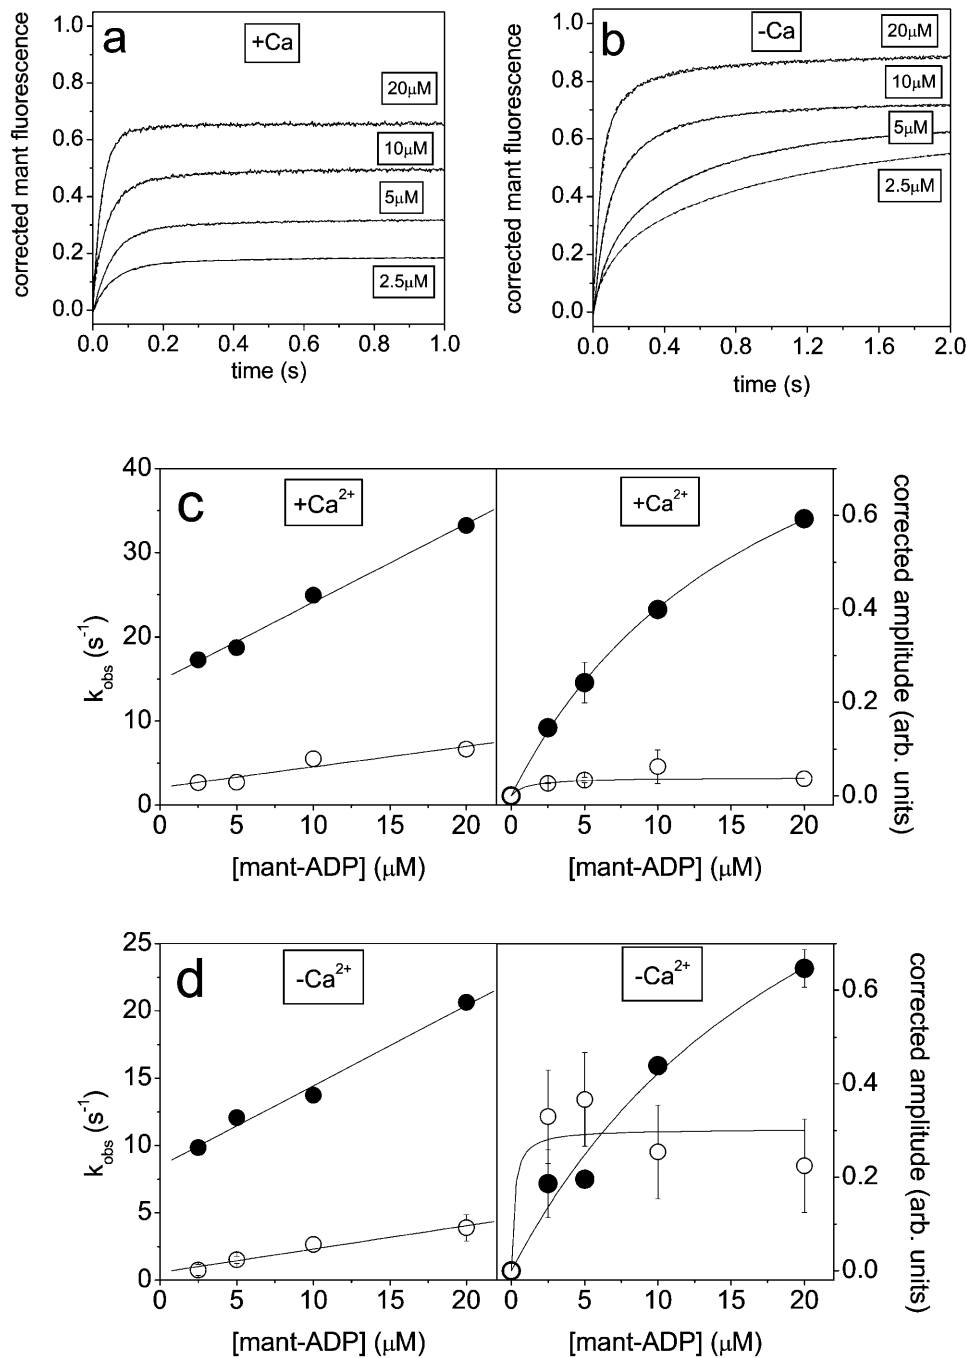 a
+Ca
20μM
10μM
5μM
2.5μM
corrected mant fluorescence
1.0
0.8
0.6
0.4
0.2
0.0
0.0 0.2 0.4 0.6 0.8 1.0
time (s)
b
-Ca
20μM
10μM
5μM
2.5μM
corrected mant fluorescence
1.0
0.8
0.6
0.4
0.2
0.0
0.0 0.4 0.8 1.2 1.6 2.0
time (s)
c
+Ca²⁺
kobs (s⁻¹)
40
30
20
10
0
0 5 10 15 20
[mant-ADP] (μM)
+Ca²⁺
0.6
0.4
0.2
0.0
corrected amplitude (arb. units)
0 5 10 15 20
[mant-ADP] (μM)
d
-Ca²⁺
kobs (s⁻¹)
25
20
15
10
5
0
0 5 10 15 20
[mant-ADP] (μM)
-Ca²⁺
0.6
0.4
0.2
0.0
corrected amplitude (arb. units)
0 5 10 15 20
[mant-ADP] (μM)